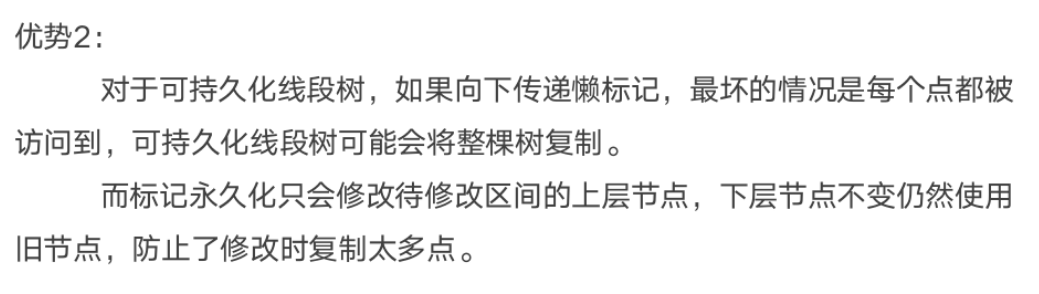 优势2：
对于可持久化线段树，如果向下传递懒标记，最坏的情况是每个点都被
访问到，可持久化线段树可能会将整棵树复制。
而标记永久化只会修改待修改区间的上层节点，下层节点不变仍然使用
旧节点，防止了修改时复制太多点。